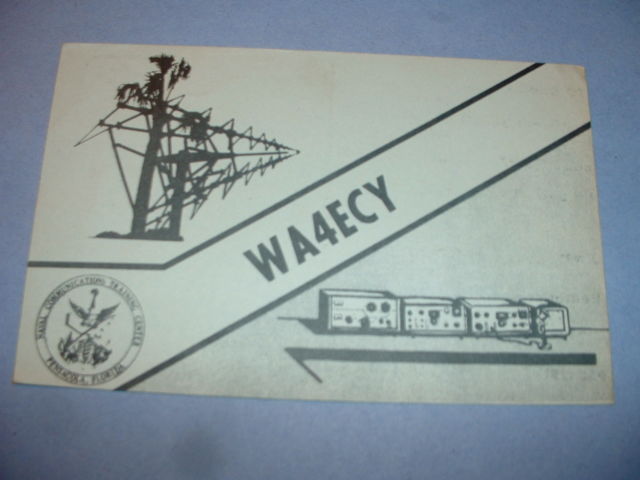 WA4ECY
NAVAL COMMUNICATIONS TRAINING CENTER
PENSACOLA, FLORIDA